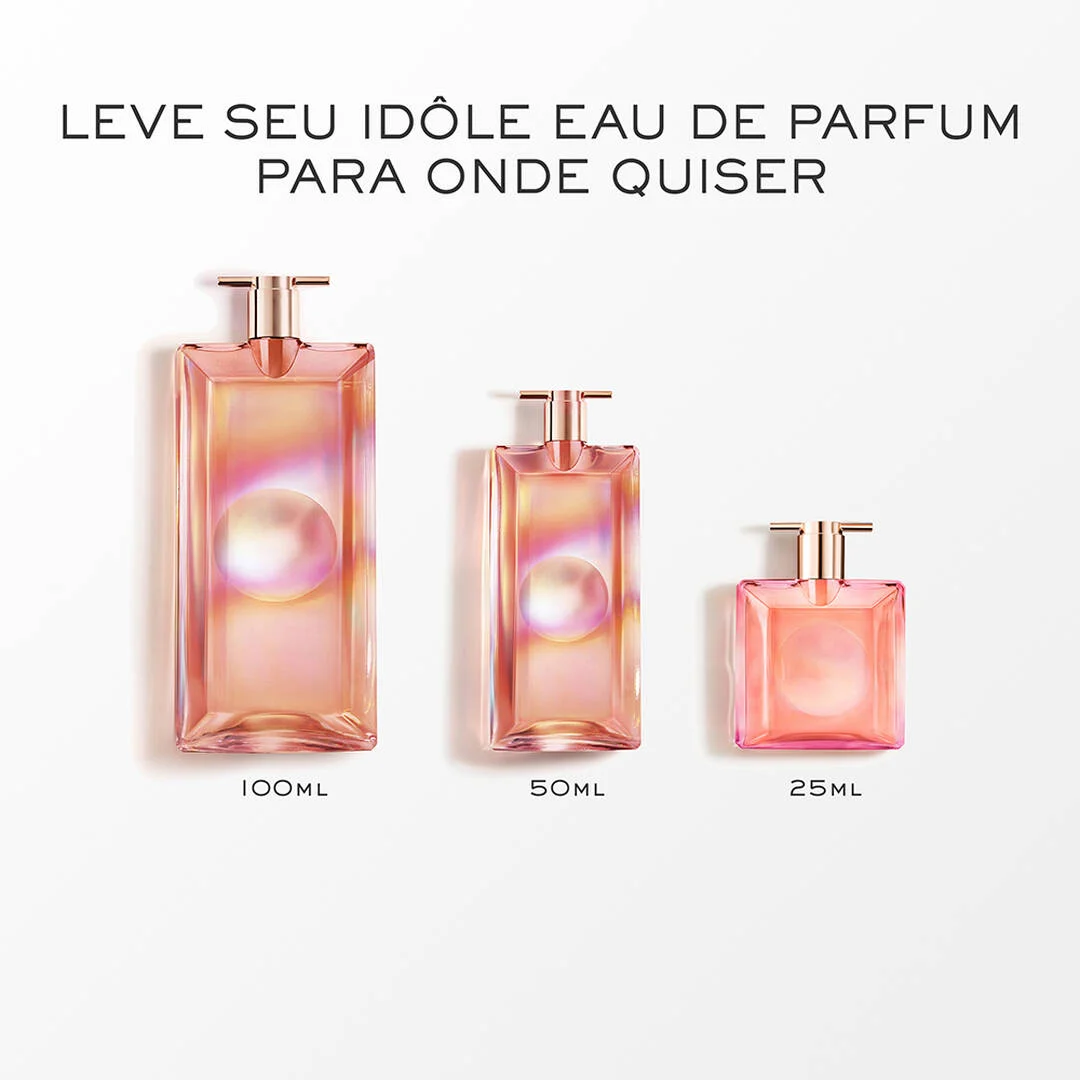 LEVE SEU IDÔLE EAU DE PARFUM
PARA ONDE QUISER
100ML
50ML
25ML